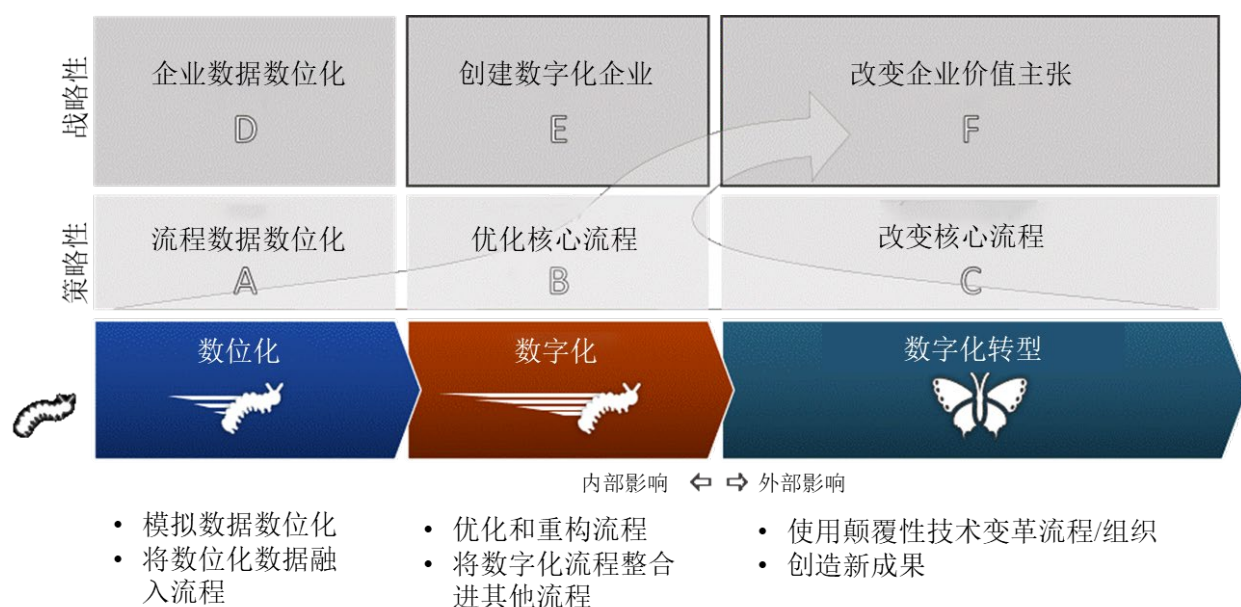 战略性
企业数据数位化
D
创建数字化企业
E
改变企业价值主张
F
策略性
流程数据数位化
A
优化核心流程
B
改变核心流程
C
数位化
数字化
数字化转型
内部影响
外部影响
• 模拟数据数位化
• 将数位化数据融
入流程
• 优化和重构流程
• 将数字化流程整合
进其他流程
• 使用颠覆性技术变革流程/组织
• 创造新成果